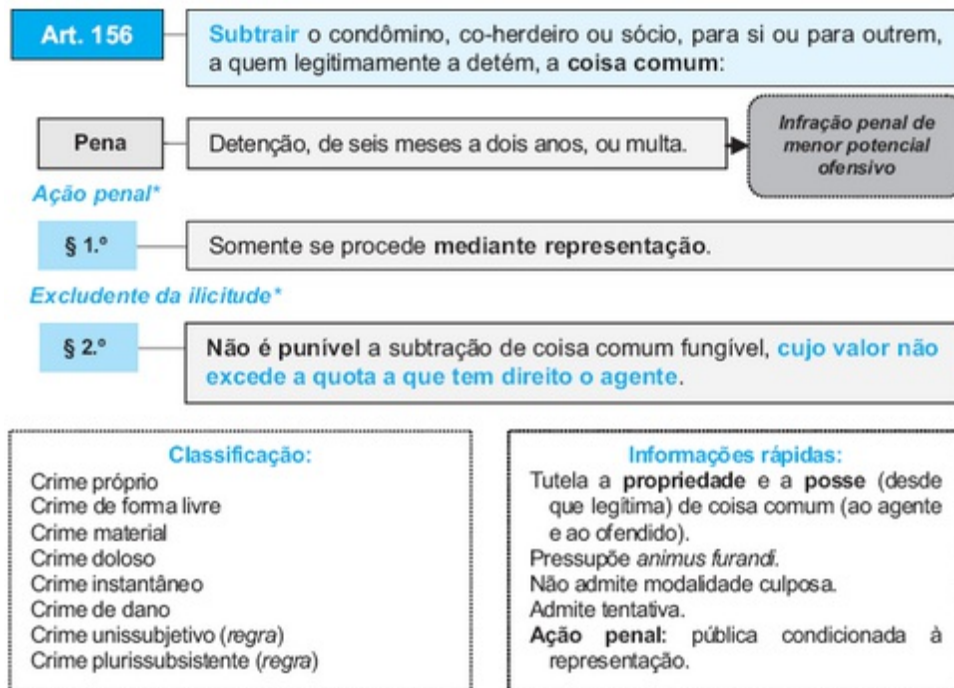 Art. 156
Subtrair o condômino, co-herdeiro ou sócio, para si ou para outrem,
a quem legitimamente a detém, a coisa comum:
Pena
Detenção, de seis meses a dois anos, ou multa.
Infração penal de
menor potencial
ofensivo
Ação penal*
§ 1.º
Somente se procede mediante representação.
Excludente da ilicitude*
§ 2.º
Não é punível a subtração de coisa comum fungível, cujo valor não
excede a quota a que tem direito o agente.
Classificação:
Crime próprio
Crime de forma livre
Crime material
Crime doloso
Crime instantâneo
Crime de dano
Crime unissubjetivo (regra)
Crime plurissubsistente (regra)
Informações rápidas:
Tutela a propriedade e a posse (desde
que legítima) de coisa comum (ao agente
e ao ofendido).
Pressupõe animus furandi.
Não admite modalidade culposa.
Admite tentativa.
Ação penal: pública condicionada à
representação.